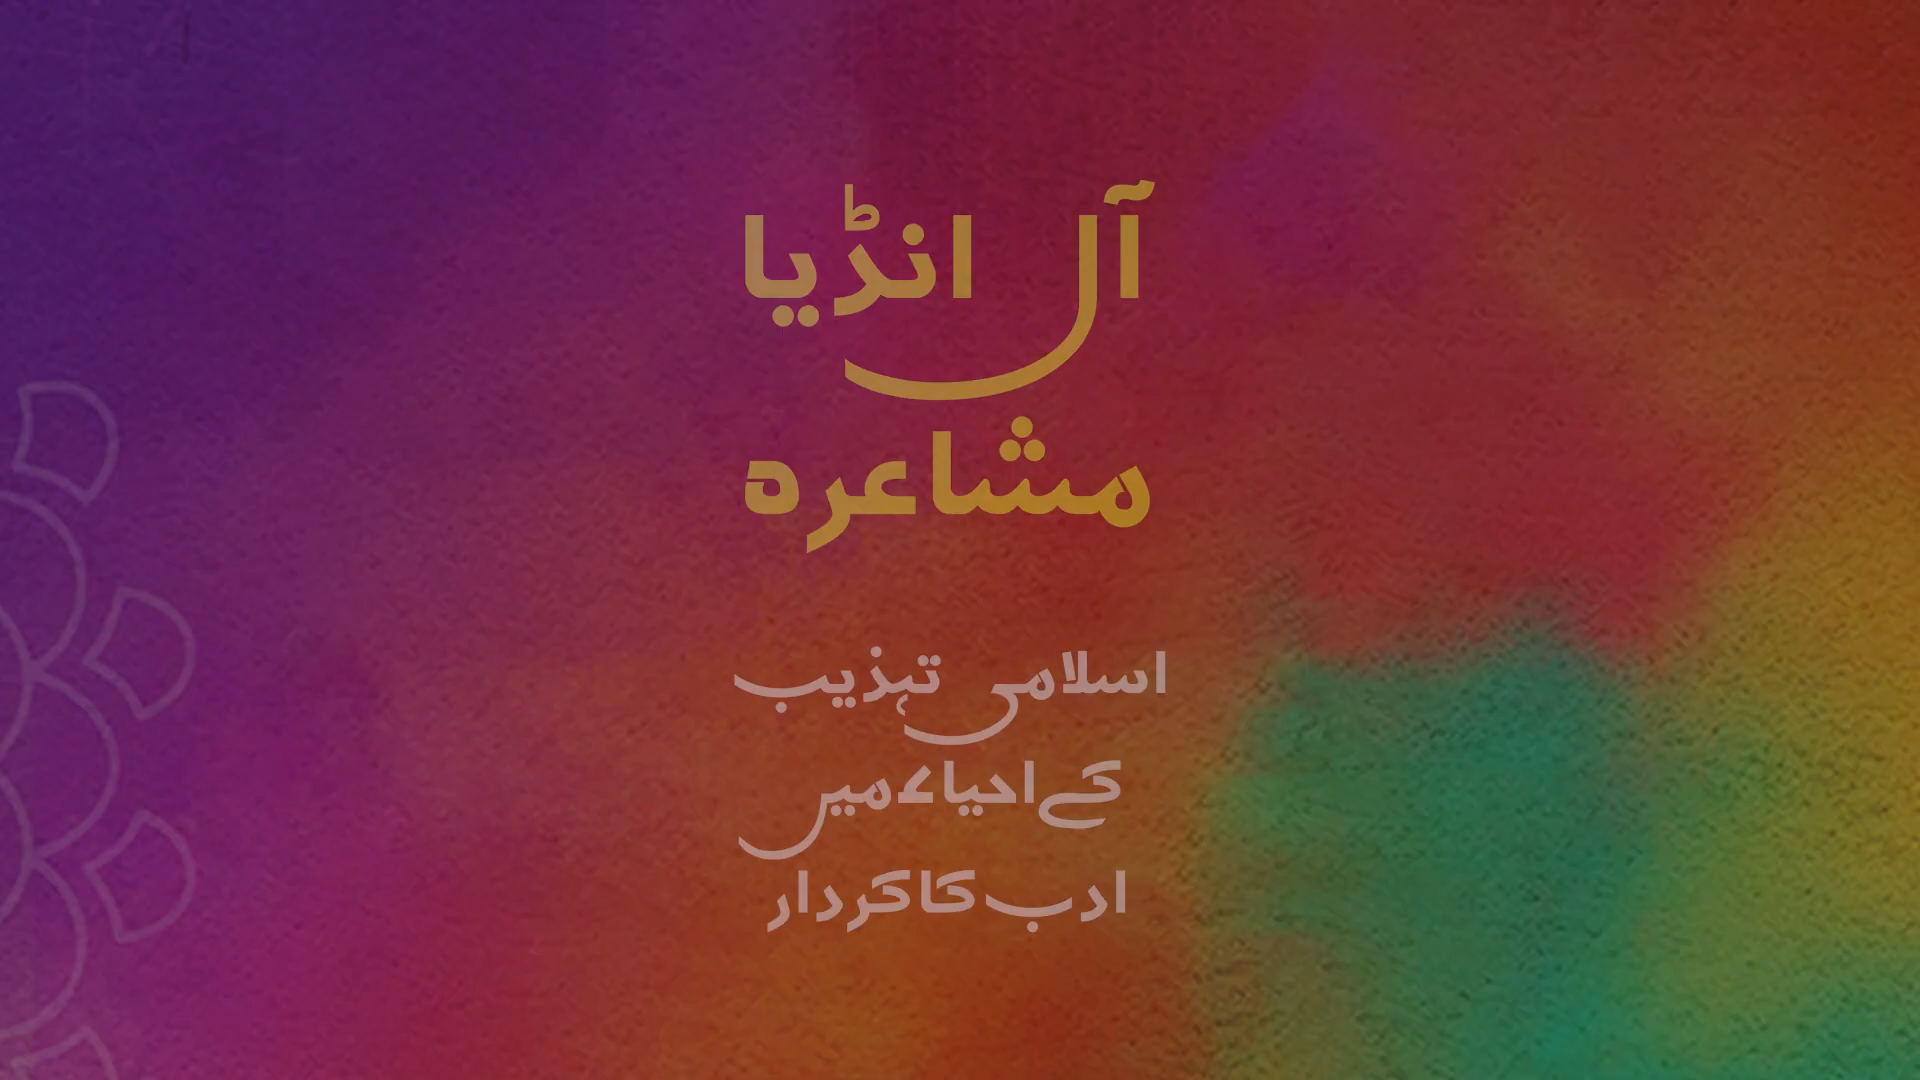 آل انڈیا
مشاعرہ
اسلامی تہذیب
کے احیاء میں
ادب کا کردار